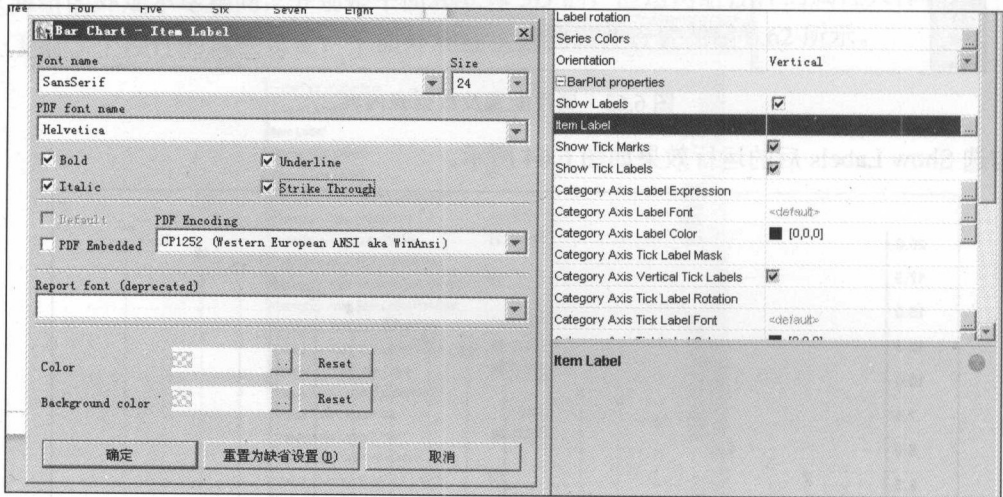 Four Five Six Seven Eight
Bar Chart - Item Label
Font name
Size
SansSerif
24
PDF font name
Helvetica
Bold
Underline
Italic
Strike Through
Default
PDF Encoding
PDF Embedded
CP1252 (Western European ANSI aka WinAnsi)
Report font (deprecated)
Color
Reset
Background color
Reset
确定
重置为缺省设置(D)
取消
Label rotation
Series Colors
Orientation Vertical
BarPlot properties
Show Labels
Item Label
Show Tick Marks
Show Tick Labels
Category Axis Label Expression
Category Axis Label Font <default>
Category Axis Label Color [0,0,0]
Category Axis Tick Label Mask
Category Axis Vertical Tick Labels
Category Axis Tick Label Rotation
Category Axis Tick Label Font <default>
Item Label